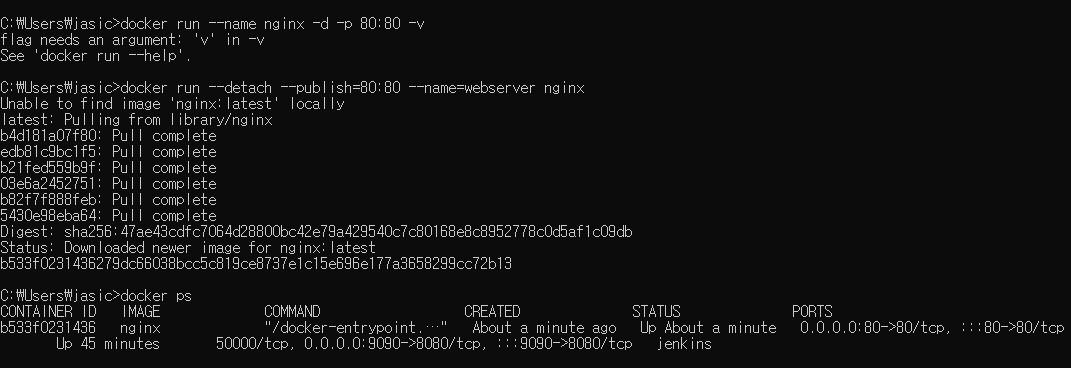 C:\Users\jasic>docker run --name nginx -d -p 80:80 -v
flag needs an argument: 'v' in -v
See 'docker run --help'.
C:\Users\jasic>docker run --detach --publish=80:80 --name=webserver nginx
Unable to find image 'nginx:latest' locally
latest: Pulling from library/nginx
b4d181a07f80: Pull complete
edb81c9bc1f5: Pull complete
b21fed559b9f: Pull complete
03e6a2452751: Pull complete
b82f7f888feb: Pull complete
5430e98eba64: Pull complete
Digest: sha256:47ae43cdfc7064d28800bc42e79a429540c7c80168e8c8952778c0d5af1c09db
Status: Downloaded newer image for nginx:latest
b533f0231436279dc66038bcc5c819ce8737e1c15e696e177a3658299cc72b13
C:\Users\jasic>docker ps
CONTAINER ID   IMAGE             COMMAND                  CREATED              STATUS              PORTS
b533f0231436   nginx             "/docker-entrypoint.…"   About a minute ago   Up About a minute   0.0.0.0:80->80/tcp, :::80->80/tcp
Up 45 minutes       50000/tcp, 0.0.0.0:9090->8080/tcp, :::9090->8080/tcp   jenkins